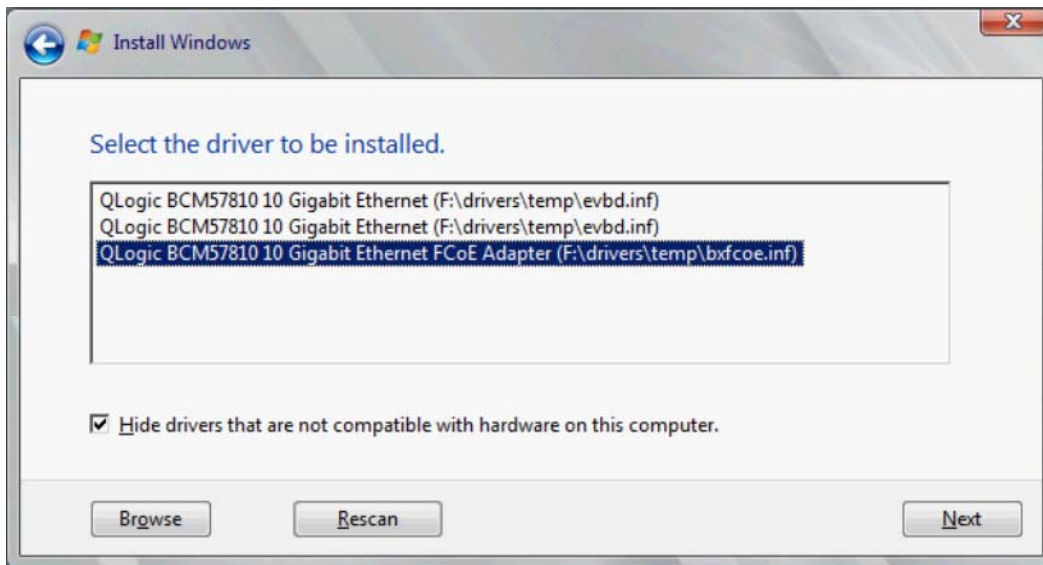 Install Windows
Select the driver to be installed.
QLogic BCM57810 10 Gigabit Ethernet (F:\drivers\temp\evbd.inf)
QLogic BCM57810 10 Gigabit Ethernet (F:\drivers\temp\evbd.inf)
QLogic BCM57810 10 Gigabit Ethernet FCoE Adapter (F:\drivers\temp\bxfcoe.inf)
Hide drivers that are not compatible with hardware on this computer.
Browse Rescan Next